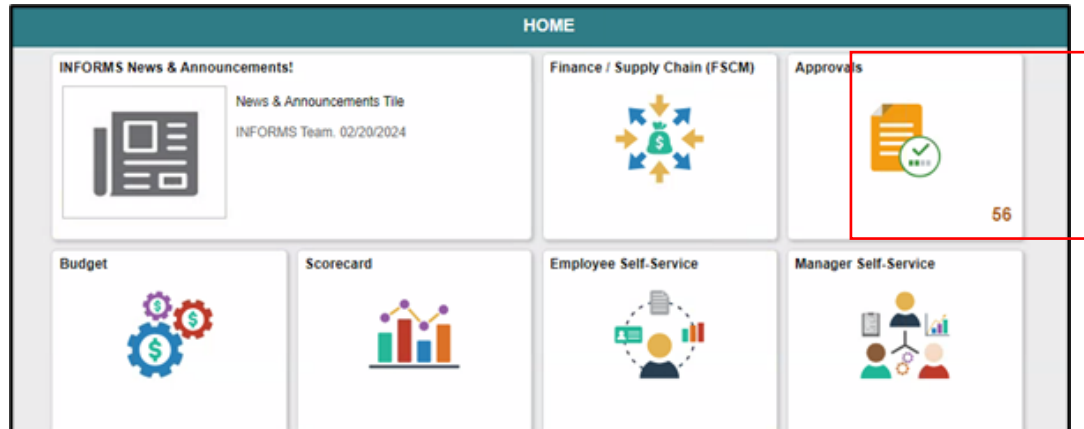 HOME
INFORMS News & Announcements!
News & Announcements Tile
INFORMS Team. 02/20/2024
Finance / Supply Chain (FSCM)
Approvals
56
Budget
Scorecard
Employee Self-Service
Manager Self-Service